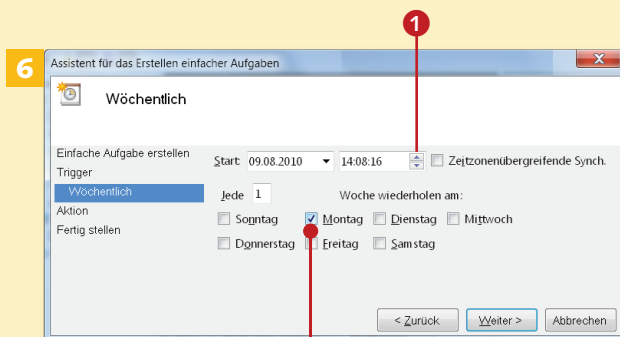 1
6
Assistent für das Erstellen einfacher Aufgaben
Wöchentlich
Einfache Aufgabe erstellen
Trigger
Wöchentlich
Aktion
Fertig stellen
Start: 09.08.2010 14:08:16 Zeitzonenübergreifende Synch.
Jede 1 Woche wiederholen am:
Sonntag Montag Dienstag Mittwoch
Donnerstag Freitag Samstag
< Zurück Weiter > Abbrechen